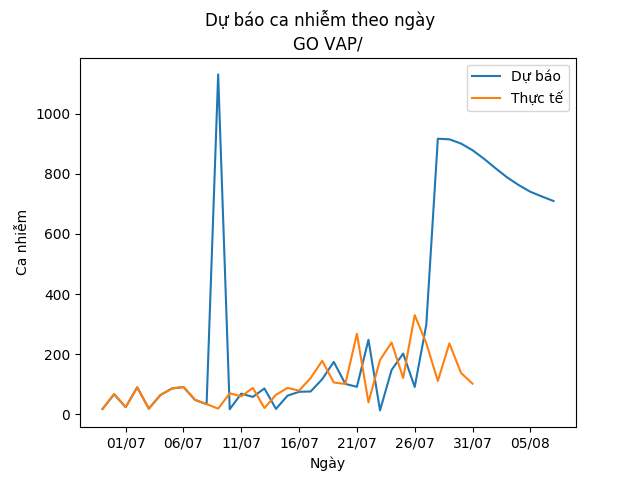 Dự báo ca nhiễm theo ngày
GO VAP/
Dự báo
Thực tế
Ca nhiễm
1000
800
600
400
200
0
01/07 06/07 11/07 16/07 21/07 26/07 31/07 05/08
Ngày